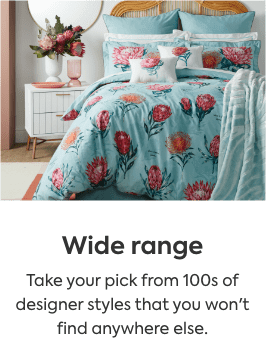 Wide range
Take your pick from 100s of
designer styles that you won't
find anywhere else.